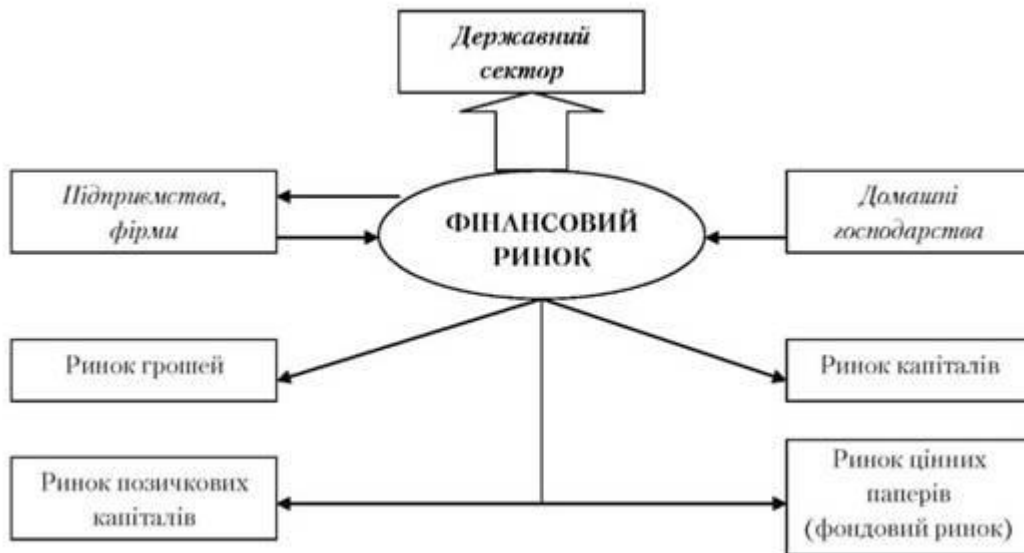 Державний
сектор
Підприємства,
фірми
ФІНАНСОВИЙ
РИНОК
Домашні
господарства
Ринок грошей
Ринок капіталів
Ринок позичкових
капіталів
Ринок цінних
паперів
(фондовий ринок)